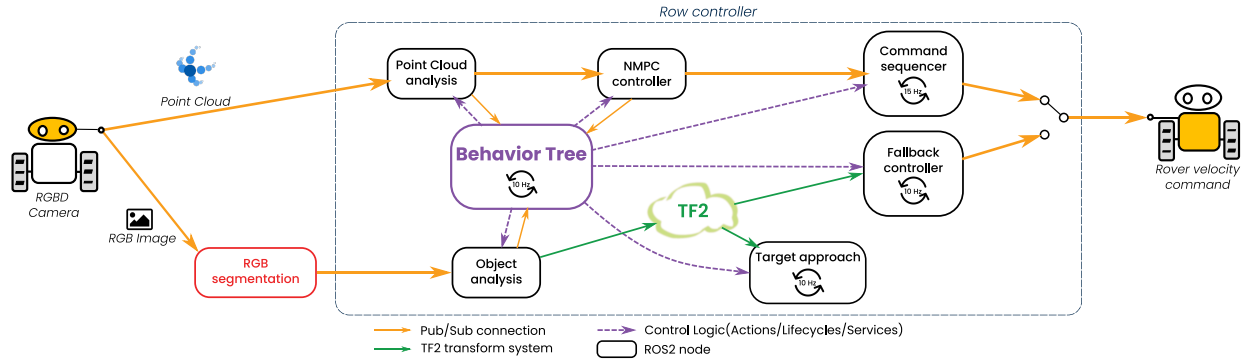 Row controller
Point Cloud
analysis
NMPC
controller
Command
sequencer
15 Hz
Point Cloud
Behavior Tree
10 Hz
Fallback
controller
10 Hz
Rover velocity
command
RGBD
Camera
RGB Image
TF2
RGB
segmentation
Object
analysis
Target approach
10 Hz
Pub/Sub connection
Control Logic(Actions/Lifecycles/Services)
TF2 transform system
ROS2 node